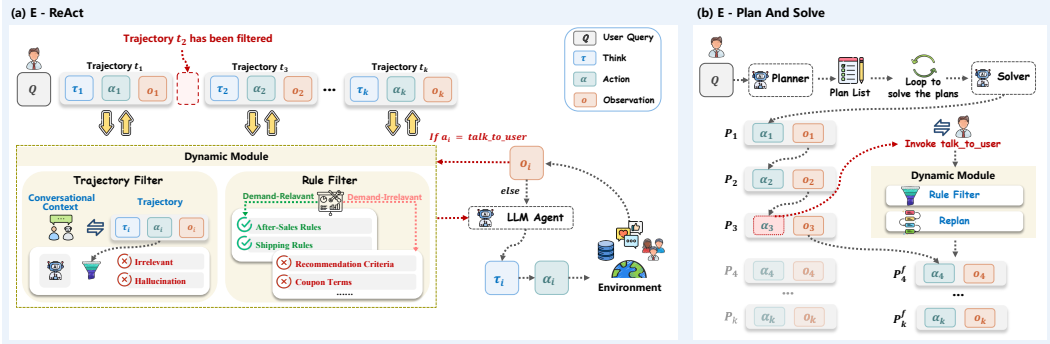 (a) E - ReAct
Trajectory t₂ has been filtered
Trajectory t₁
Trajectory t₃
Trajectory tₖ
Q
τ₁ α₁ o₁
τ₂ α₂ o₂
...
τₖ αₖ oₖ
Q User Query
τ Think
α Action
o Observation
If aᵢ = talk_to_user
Dynamic Module
Trajectory Filter
Conversational
Context
Trajectory
τᵢ αᵢ oᵢ
Irrelevant
Hallucination
Rule Filter
Demand-Relevant
Demand-Irrelevant
After-Sales Rules
Shipping Rules
Recommendation Criteria
Coupon Terms
......
oᵢ
else
LLM Agent
τᵢ αᵢ
Environment
(b) E - Plan And Solve
Q
Planner
Plan List
Loop to
solve the plans
Solver
P₁ α₁ o₁
P₂ α₂ o₂
P₃ α₃ o₃
P₄ α₄ o₄
...
Pₖ αₖ oₖ
Invoke talk_to_user
Dynamic Module
Rule Filter
Replan
P₄ᶠ α₄ o₄
...
Pₖᶠ αₖ oₖ